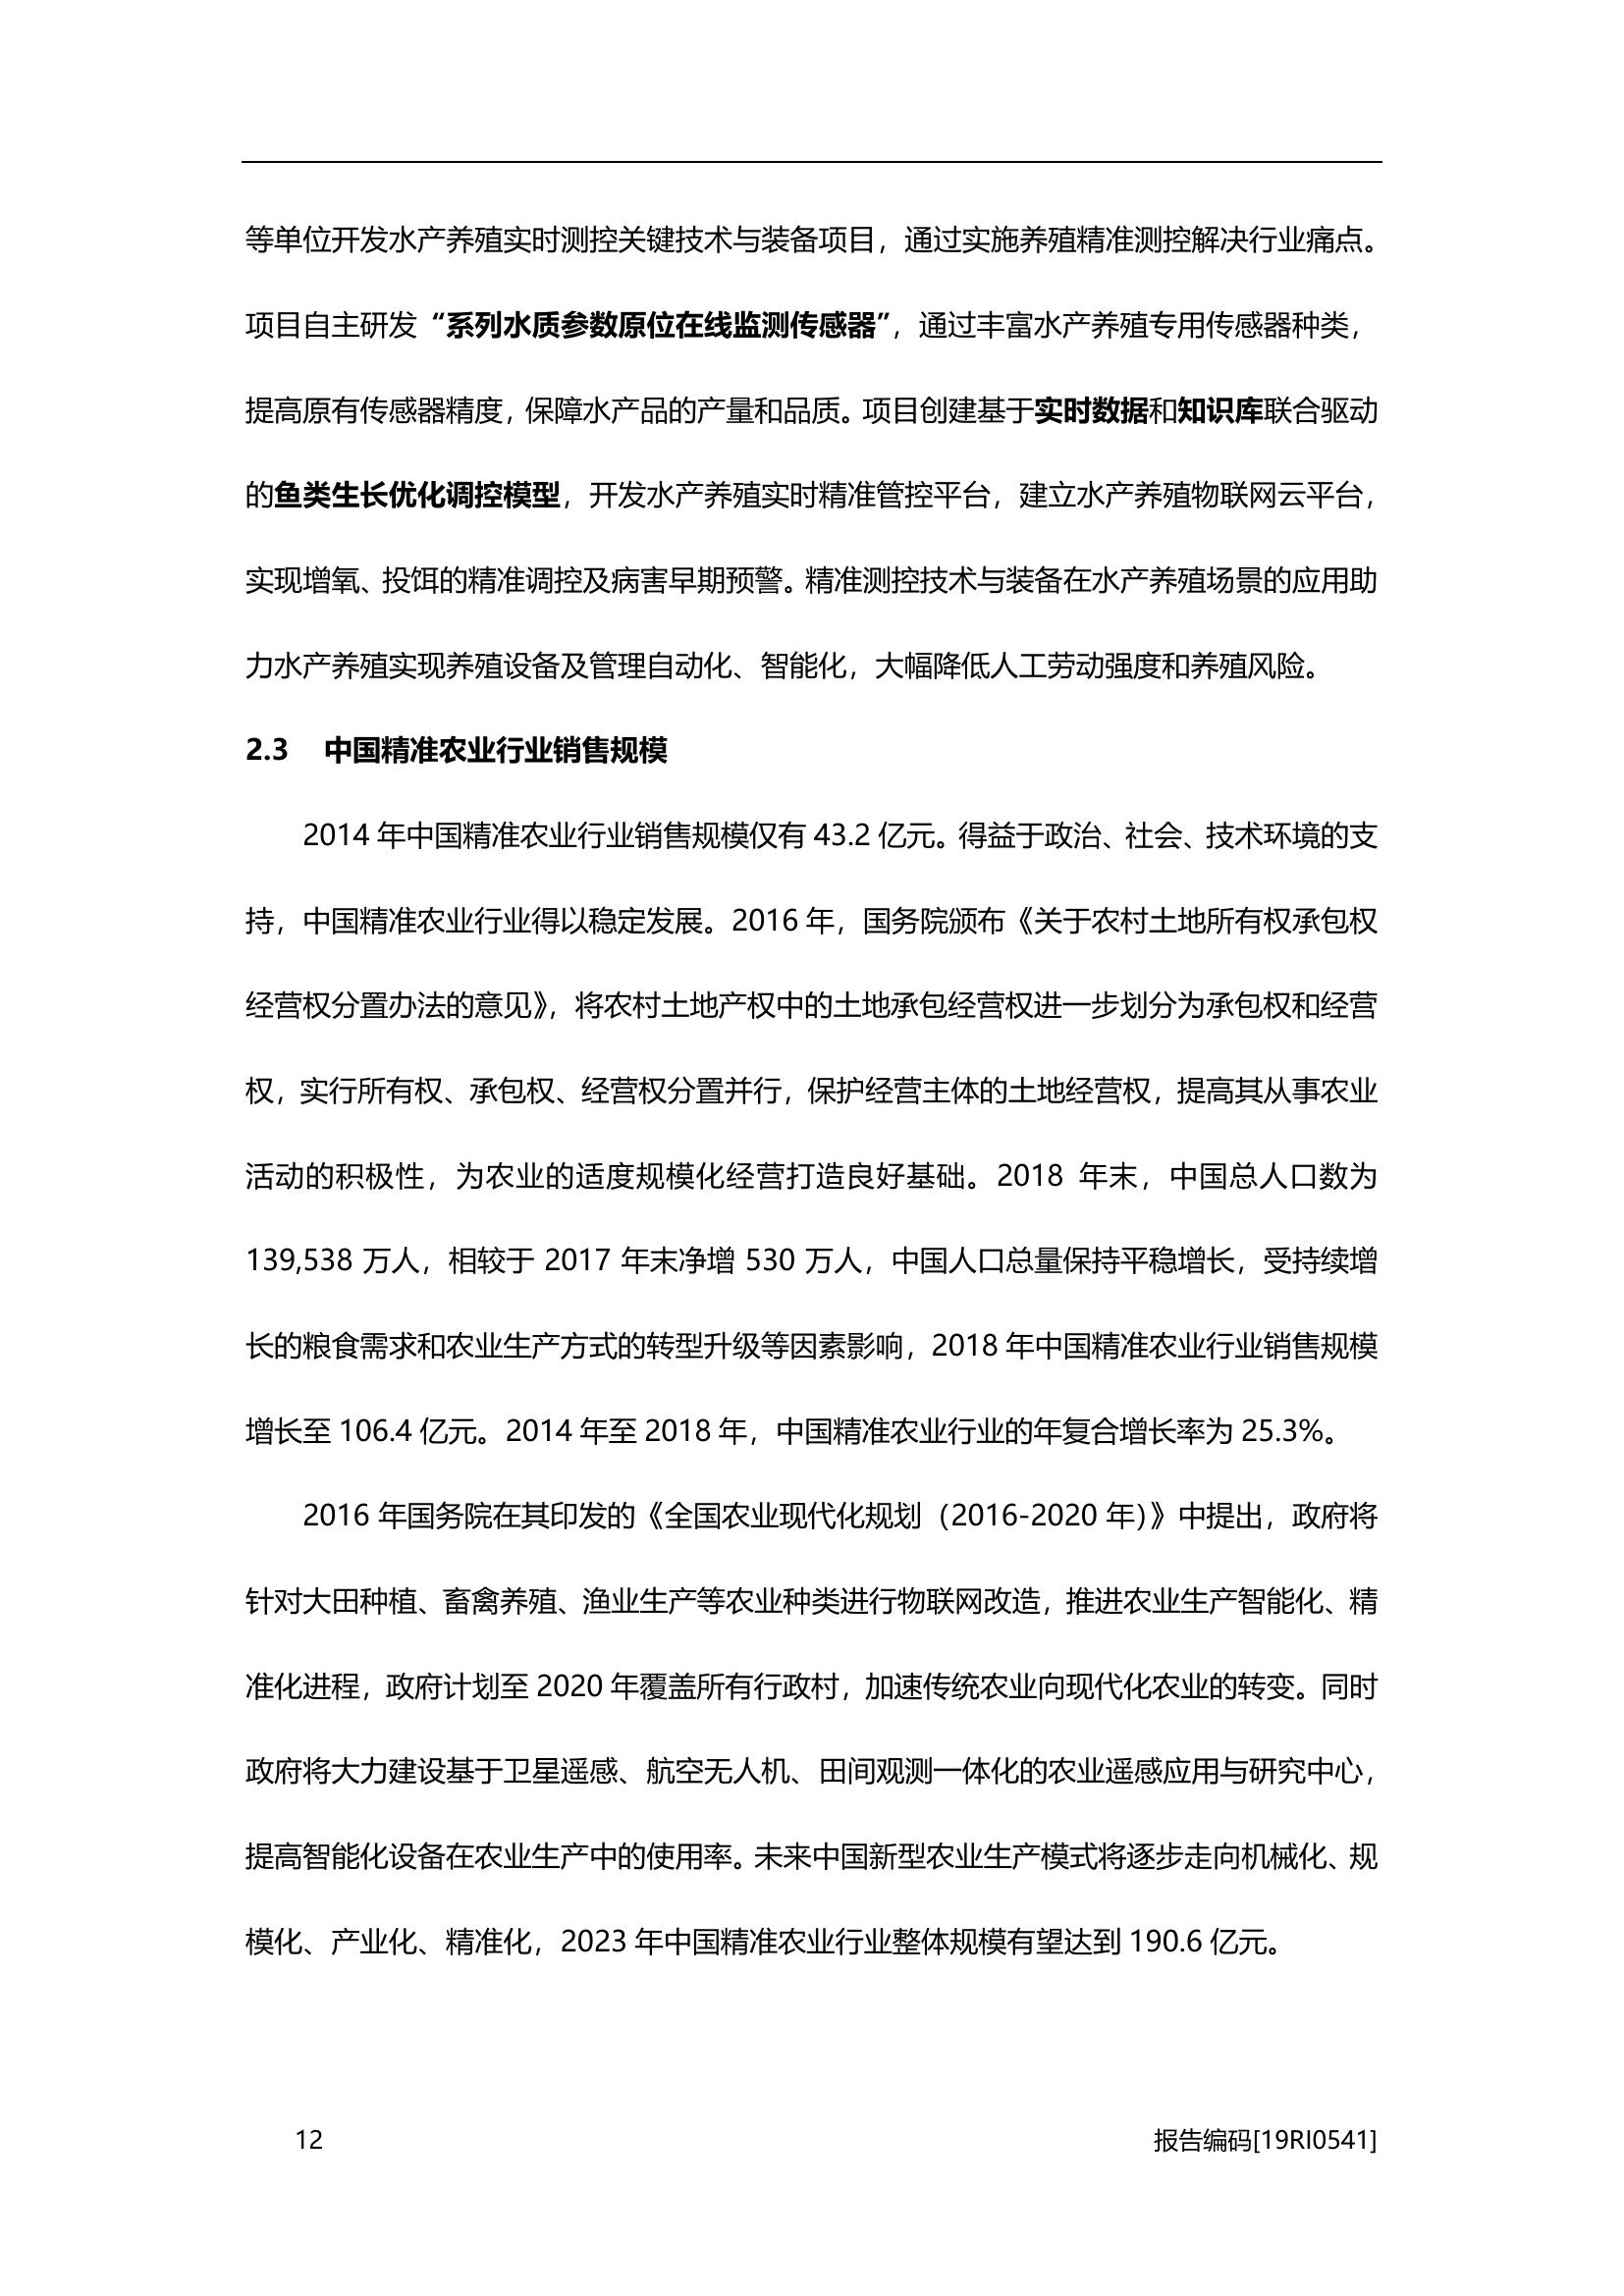 等单位开发水产养殖实时测控关键技术与装备项目，通过实施养殖精准测控解决行业痛点。
项目自主研发“系列水质参数原位在线监测传感器”，通过丰富水产养殖专用传感器种类，
提高原有传感器精度，保障水产品的产量和品质。项目创建基于实时数据和知识库联合驱动
的鱼类生长优化调控模型，开发水产养殖实时精准管控平台，建立水产养殖物联网云平台，
实现增氧、投饵的精准调控及病害早期预警。精准测控技术与装备在水产养殖场景的应用助
力水产养殖实现养殖设备及管理自动化、智能化，大幅降低人工劳动强度和养殖风险。
2.3 中国精准农业行业销售规模
2014 年中国精准农业行业销售规模仅有 43.2 亿元。得益于政治、社会、技术环境的支
持，中国精准农业行业得以稳定发展。2016 年，国务院颁布《关于农村土地所有权承包权
经营权分置办法的意见》，将农村土地产权中的土地承包经营权进一步划分为承包权和经营
权，实行所有权、承包权、经营权分置并行，保护经营主体的土地经营权，提高其从事农业
活动的积极性，为农业的适度规模化经营打造良好基础。2018 年末，中国总人口数为
139,538 万人，相较于 2017 年末净增 530 万人，中国人口总量保持平稳增长，受持续增
长的粮食需求和农业生产方式的转型升级等因素影响，2018 年中国精准农业行业销售规模
增长至 106.4 亿元。2014 年至 2018 年，中国精准农业行业的年复合增长率为 25.3%。
2016 年国务院在其印发的《全国农业现代化规划（2016-2020 年）》中提出，政府将
针对大田种植、畜禽养殖、渔业生产等农业种类进行物联网改造，推进农业生产智能化、精
准化进程，政府计划至 2020 年覆盖所有行政村，加速传统农业向现代化农业的转变。同时
政府将大力建设基于卫星遥感、航空无人机、田间观测一体化的农业遥感应用与研究中心，
提高智能化设备在农业生产中的使用率。未来中国新型农业生产模式将逐步走向机械化、规
模化、产业化、精准化，2023 年中国精准农业行业整体规模有望达到 190.6 亿元。
12 报告编码[19RI0541]